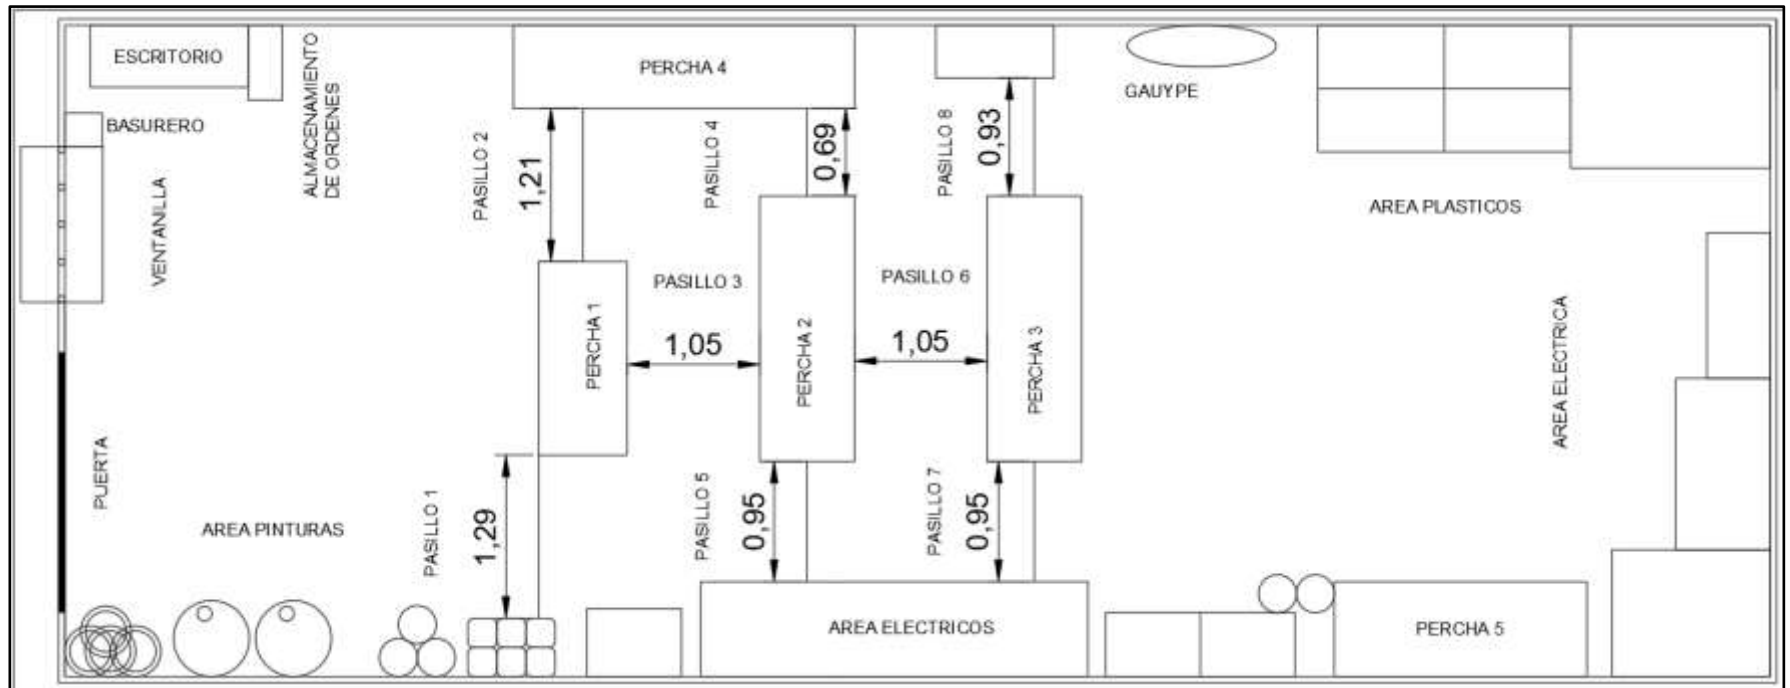 ESCRITORIO
ALMACENAMIENTO
DE ORDENES
PERCHA 4
GAUYPE
BASURERO
PASILLO 2
1,21
PASILLO 4
0,69
PASILLO 8
0,93
VENTANILLA
AREA PLASTICOS
PASILLO 3
PASILLO 6
PERCHA 1
1,05
PERCHA 2
1,05
PERCHA 3
AREA ELECTRICA
PUERTA
AREA PINTURAS
PASILLO 1
1,29
PASILLO 5
0,95
PASILLO 7
0,95
AREA ELECTRICOS
PERCHA 5